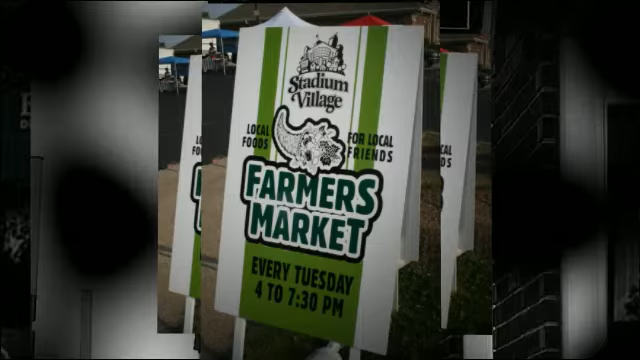 Stadium
Village
LOCAL FOODS
FOR LOCAL FRIENDS
FARMERS
MARKET
EVERY TUESDAY
4 TO 7:30 PM